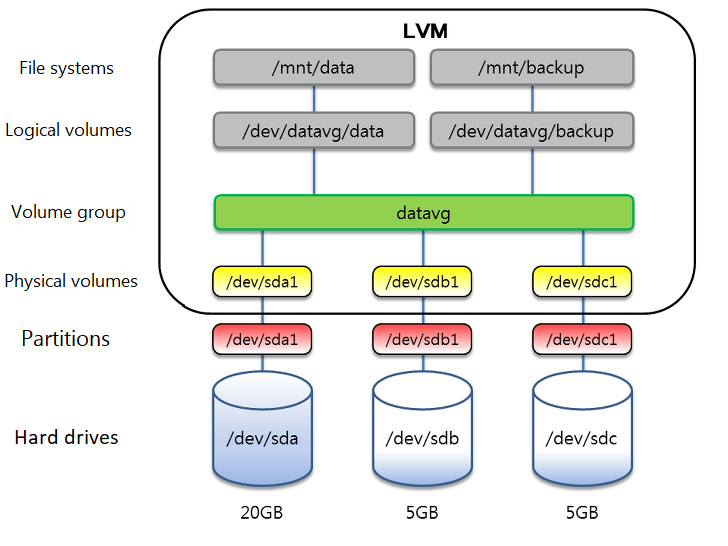 LVM
File systems
/mnt/data
/mnt/backup
Logical volumes
/dev/datavg/data
/dev/datavg/backup
Volume group
datavg
Physical volumes
/dev/sda1
/dev/sdb1
/dev/sdc1
Partitions
/dev/sda1
/dev/sdb1
/dev/sdc1
Hard drives
/dev/sda
/dev/sdb
/dev/sdc
20GB
5GB
5GB